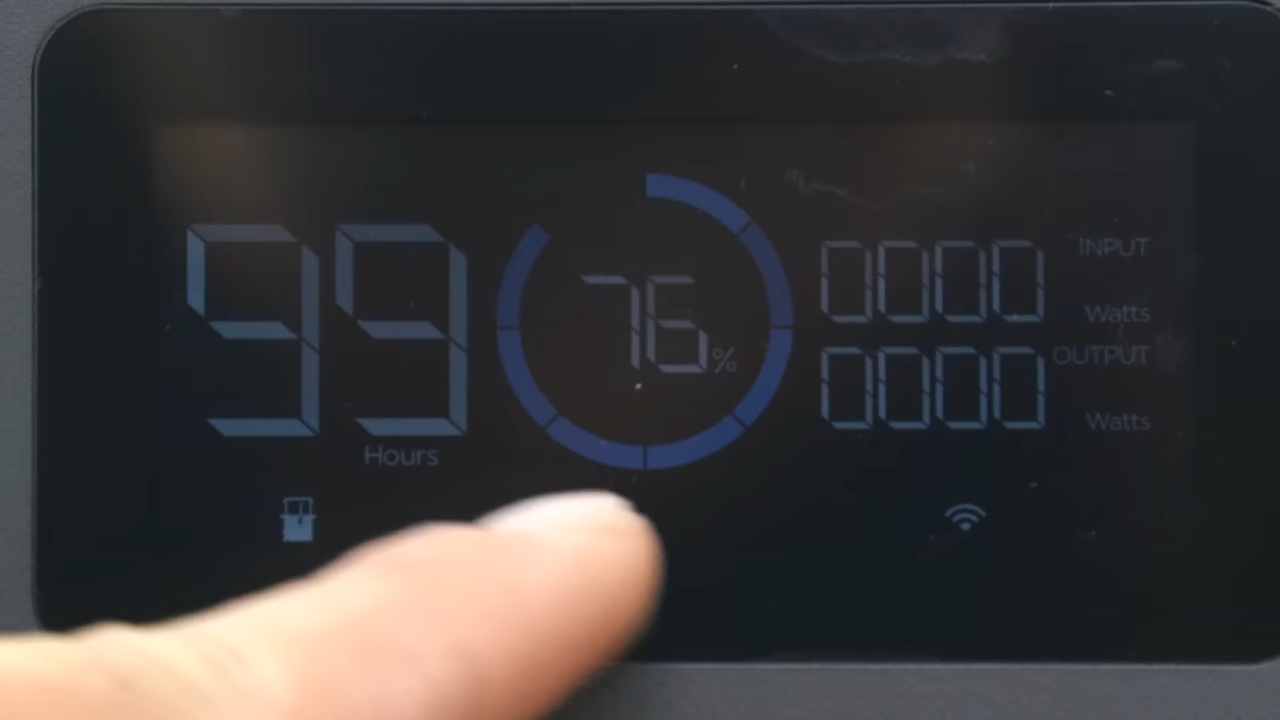 99
Hours
76%
0000 INPUT
Watts
0000 OUTPUT
Watts